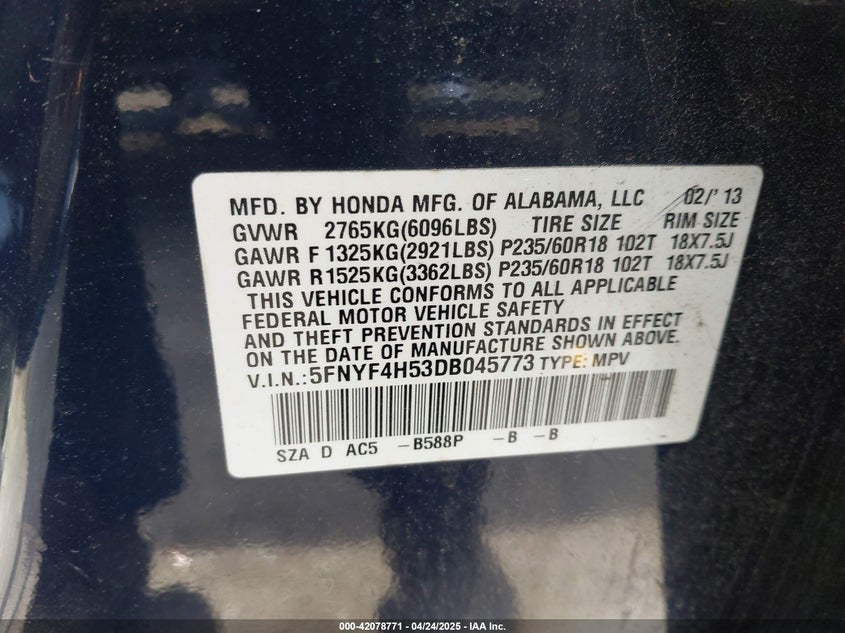 MFD. BY HONDA MFG. OF ALABAMA, LLC 02/' 13
GVWR 2765KG(6096LBS) TIRE SIZE RIM SIZE
GAWR F 1325KG(2921LBS) P235/60R18 102T 18X7.5J
GAWR R1525KG(3362LBS) P235/60R18 102T 18X7.5J
THIS VEHICLE CONFORMS TO ALL APPLICABLE
FEDERAL MOTOR VEHICLE SAFETY
AND THEFT PREVENTION STANDARDS IN EFFECT
ON THE DATE OF MANUFACTURE SHOWN ABOVE.
V.I.N.:5FNYF4H53DB045773 TYPE: MPV
SZA D AC5 -B588P -B -B
000-42078771 - 04/24/2025 - IAA Inc.